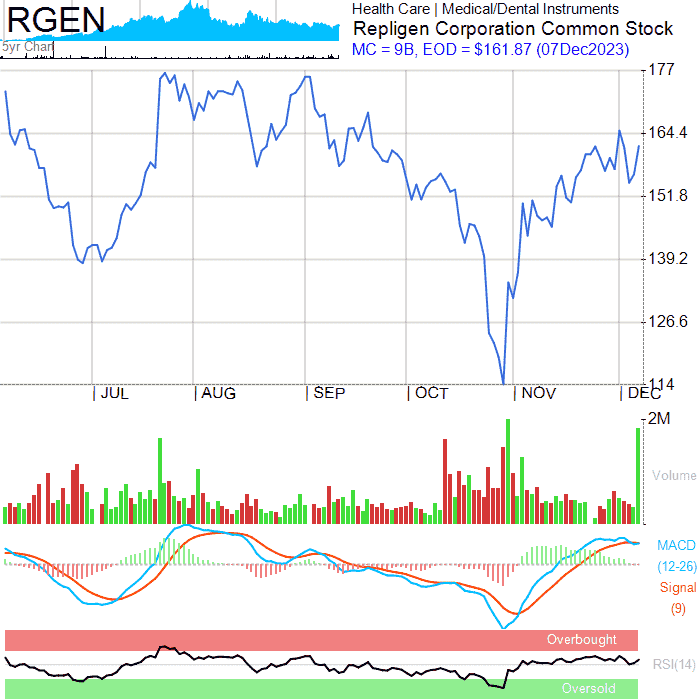 RGEN
5yr Chart
Health Care | Medical/Dental Instruments
Repligen Corporation Common Stock
MC = 9B, EOD = $161.87 (07Dec2023)
177
164.4
151.8
139.2
126.6
114
JUL AUG SEP OCT NOV DEC
2M
Volume
MACD
(12-26)
Signal
(9)
Overbought
RSI(14)
Oversold